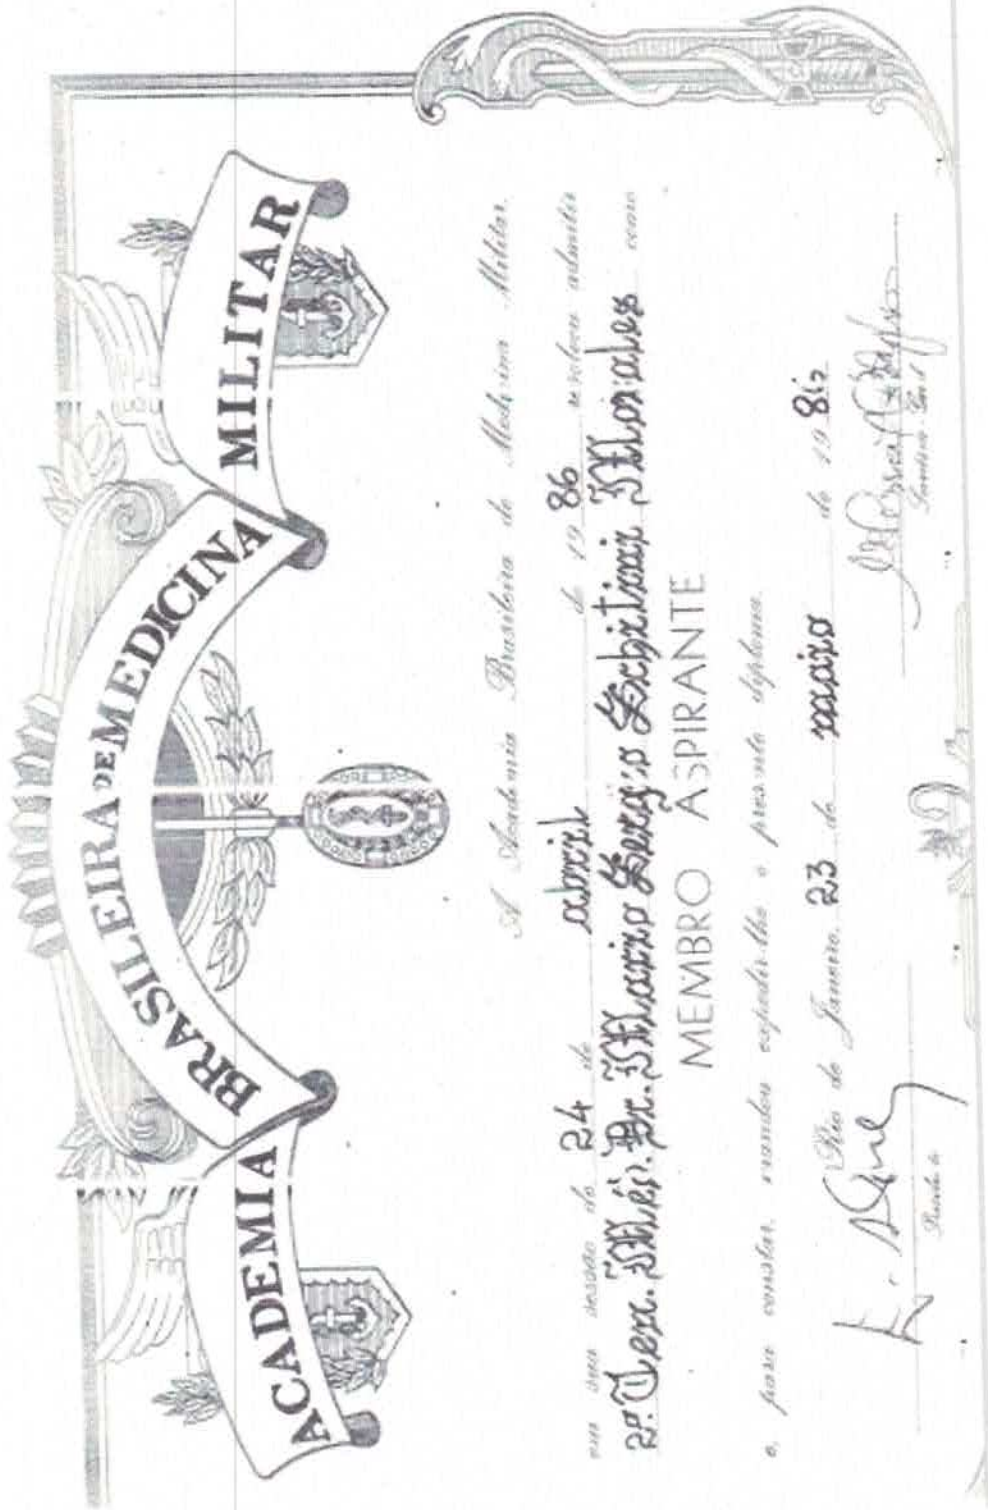 ACADEMIA BRASILEIRA DE MEDICINA MILITAR
A Academia Brasileira de Medicina Militar,
em sua sessão de 24 de abril de 1986 resolveu admitir
2º. Ten. Méd. Dr. Mario Sergio Schitini Morales como
MEMBRO ASPIRANTE
e, para constar, mandou expedir-lhe o presente diploma.
Rio de Janeiro, 23 de maio de 1986
Presidente